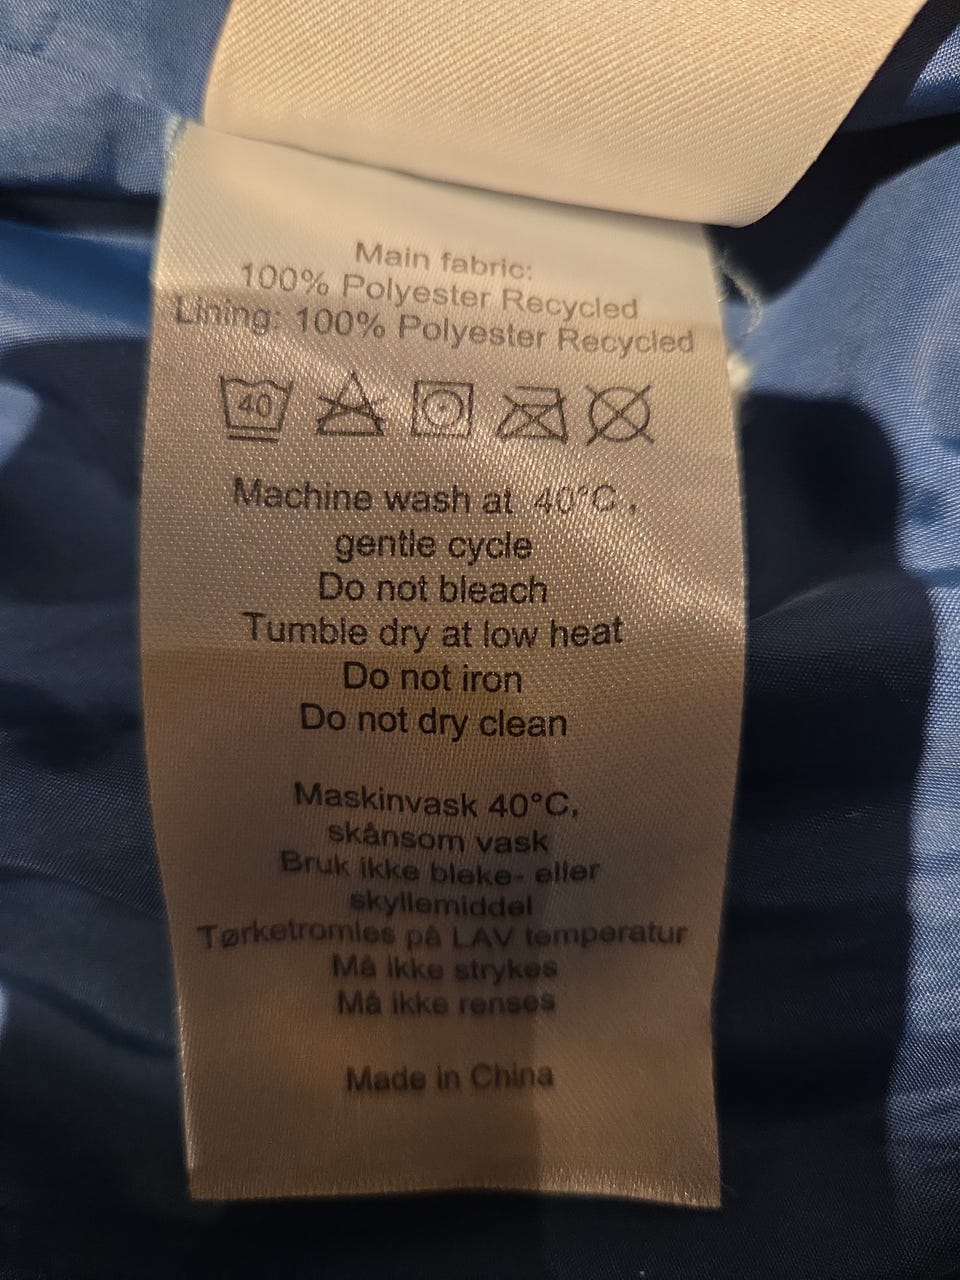 Main fabric:
100% Polyester Recycled
Lining: 100% Polyester Recycled
40
Machine wash at 40°C,
gentle cycle
Do not bleach
Tumble dry at low heat
Do not iron
Do not dry clean
Maskinvask 40°C,
skånsom vask
Bruk ikke bleke- eller
skyllemiddel
Tørketromles på LAV temperatur
Må ikke strykes
Må ikke renses
Made in China